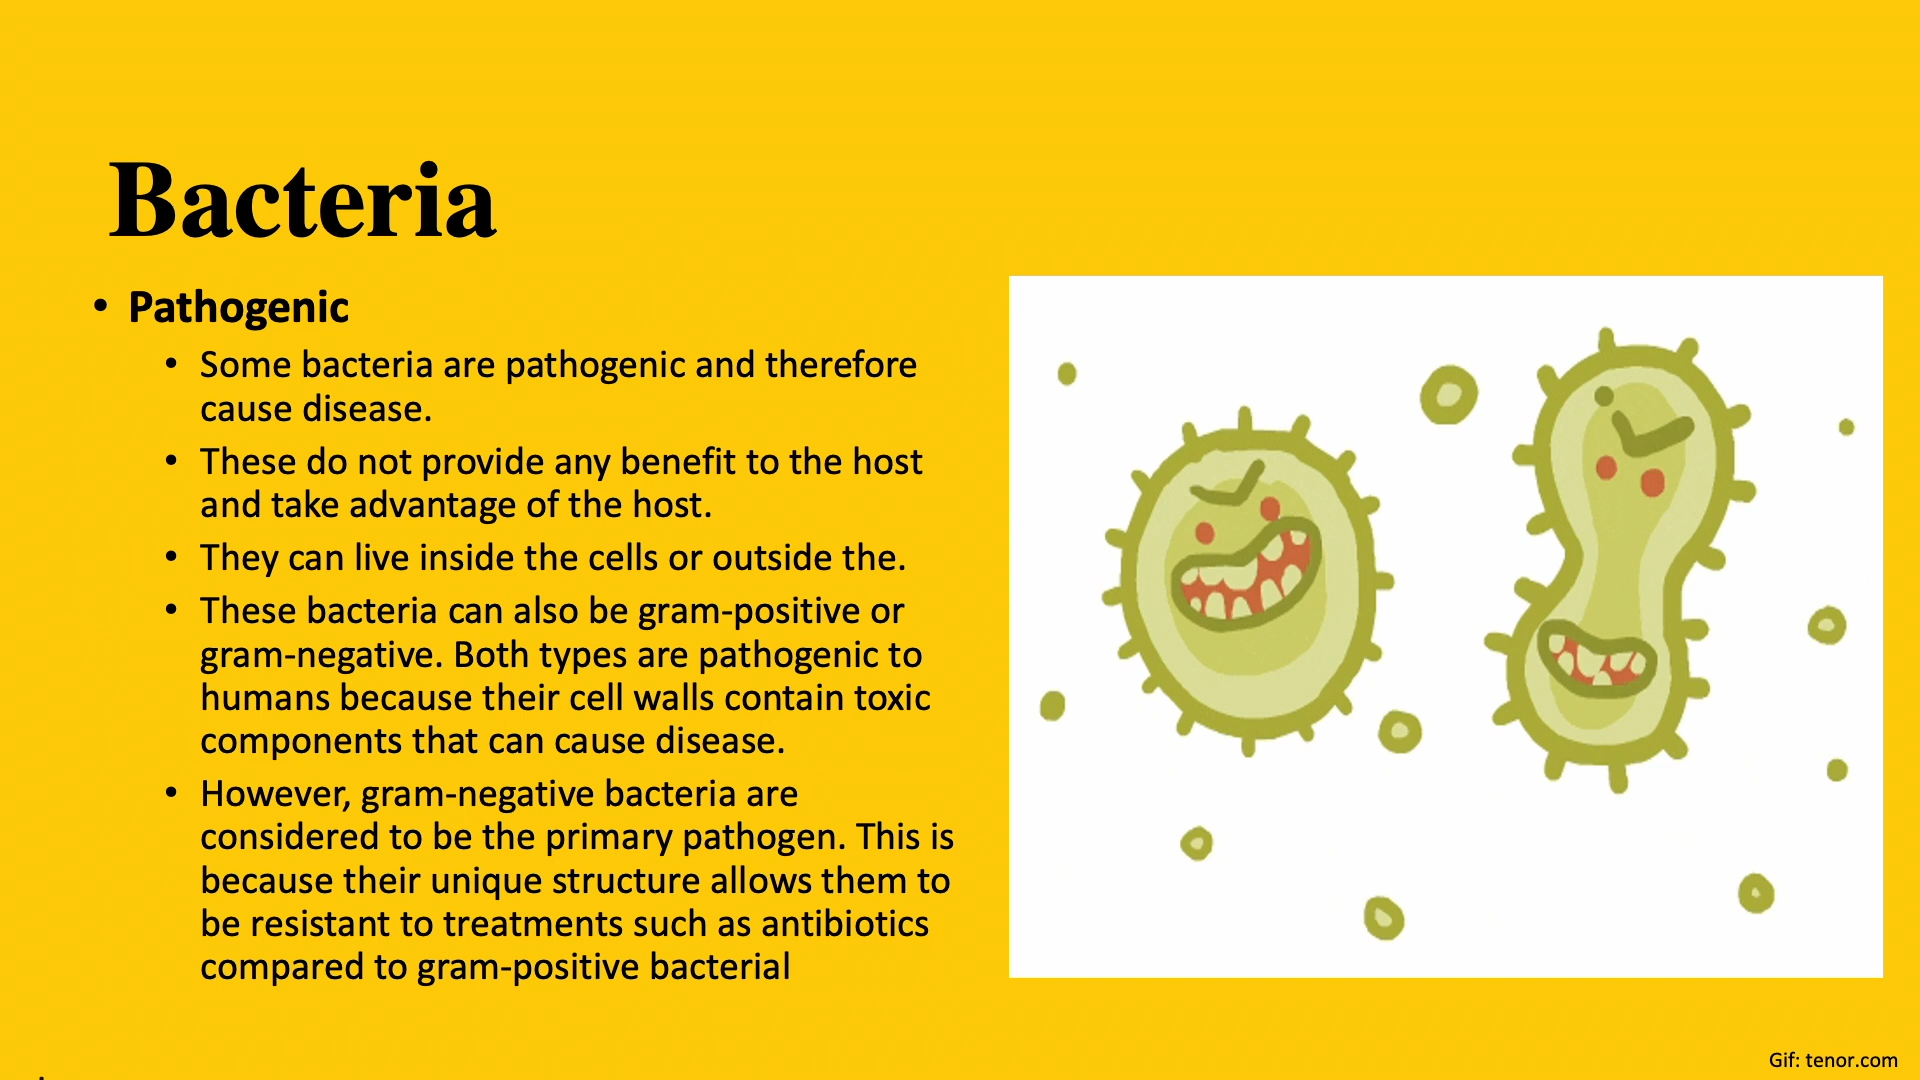 Bacteria
• Pathogenic
• Some bacteria are pathogenic and therefore
cause disease.
• These do not provide any benefit to the host
and take advantage of the host.
• They can live inside the cells or outside the.
• These bacteria can also be gram-positive or
gram-negative. Both types are pathogenic to
humans because their cell walls contain toxic
components that can cause disease.
• However, gram-negative bacteria are
considered to be the primary pathogen. This is
because their unique structure allows them to
be resistant to treatments such as antibiotics
compared to gram-positive bacterial
Gif: tenor.com